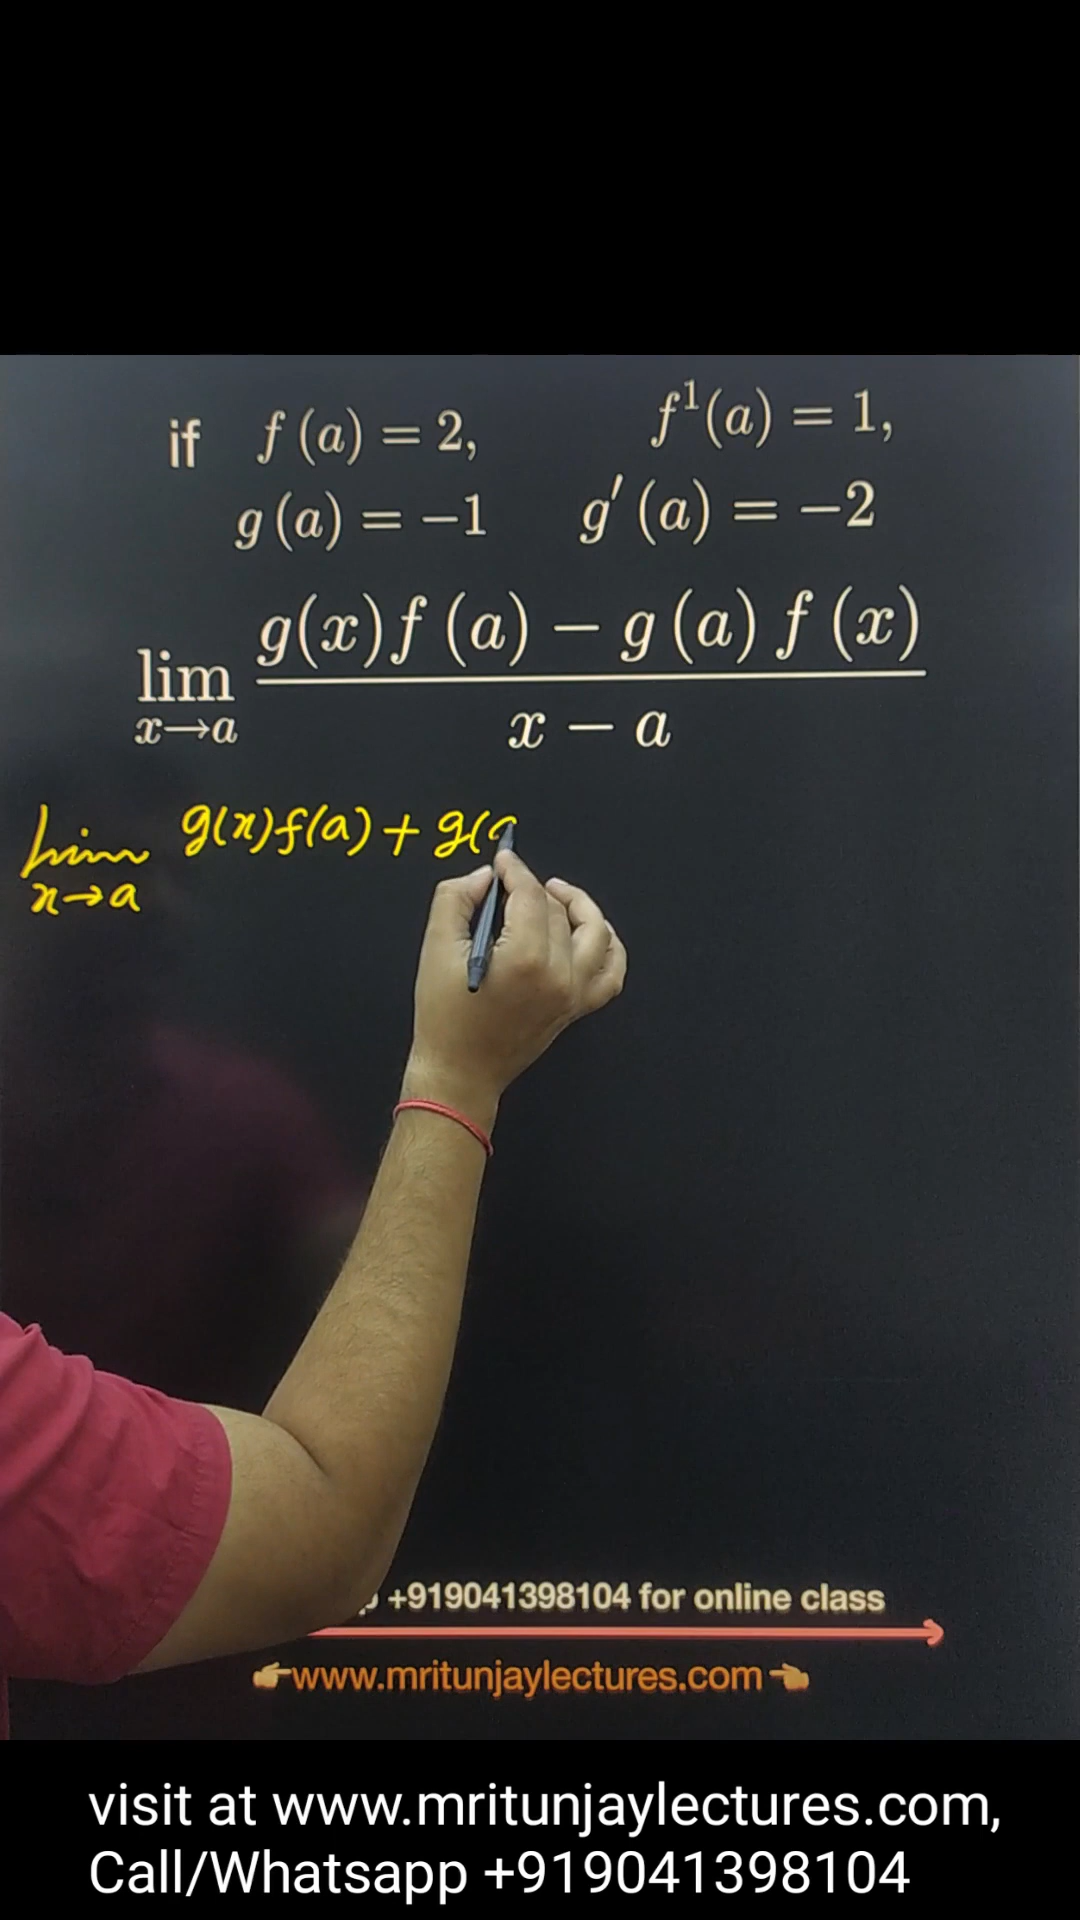 if f(a) = 2, f¹(a) = 1,
g(a) = −1 g′(a) = −2
lim x→a g(x)f(a) − g(a)f(x) / x − a
lim x→a g(x)f(a) + g(
+919041398104 for online class
www.mritunjaylectures.com
visit at www.mritunjaylectures.com,
Call/Whatsapp +919041398104